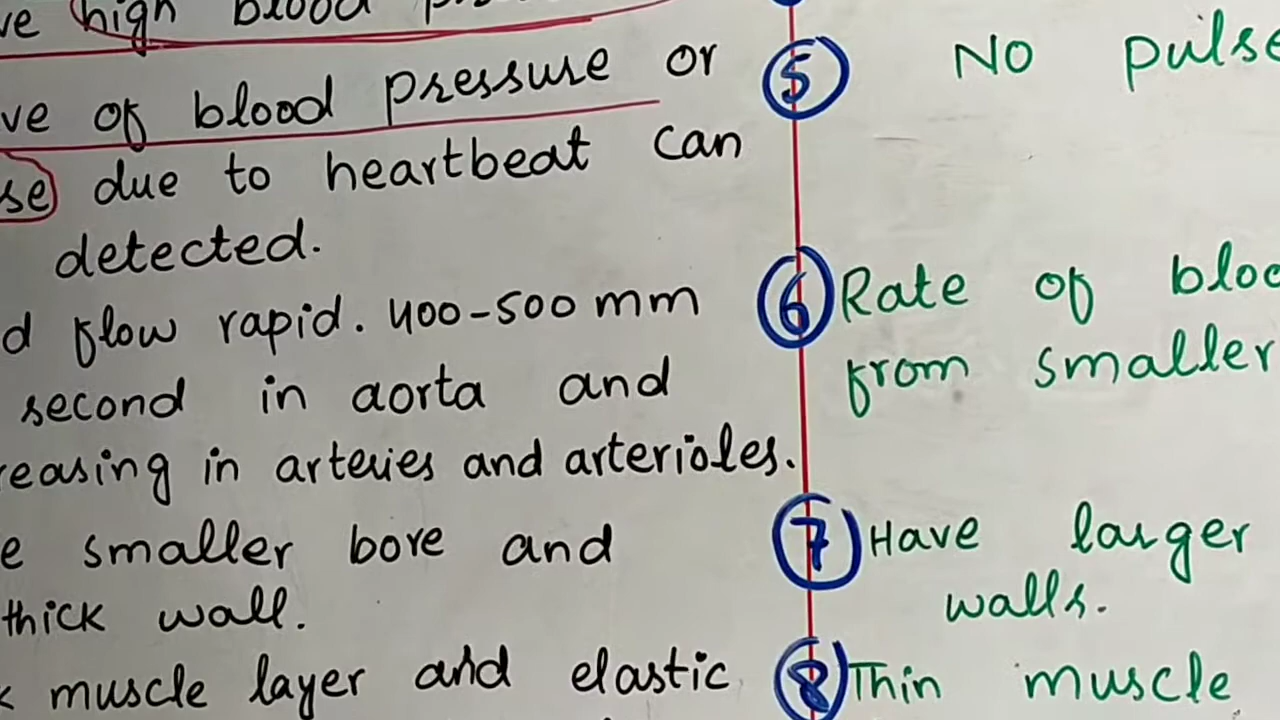 ve high blood
ve of blood pressure or
se due to heartbeat can
detected.
d flow rapid. 400-500 mm
second in aorta and
reasing in arteries and arterioles.
e smaller bore and
thick wall.
k muscle layer and elastic
5 No pulse
6 Rate of bloo
from smaller
7 Have larger
walls.
8 Thin muscle